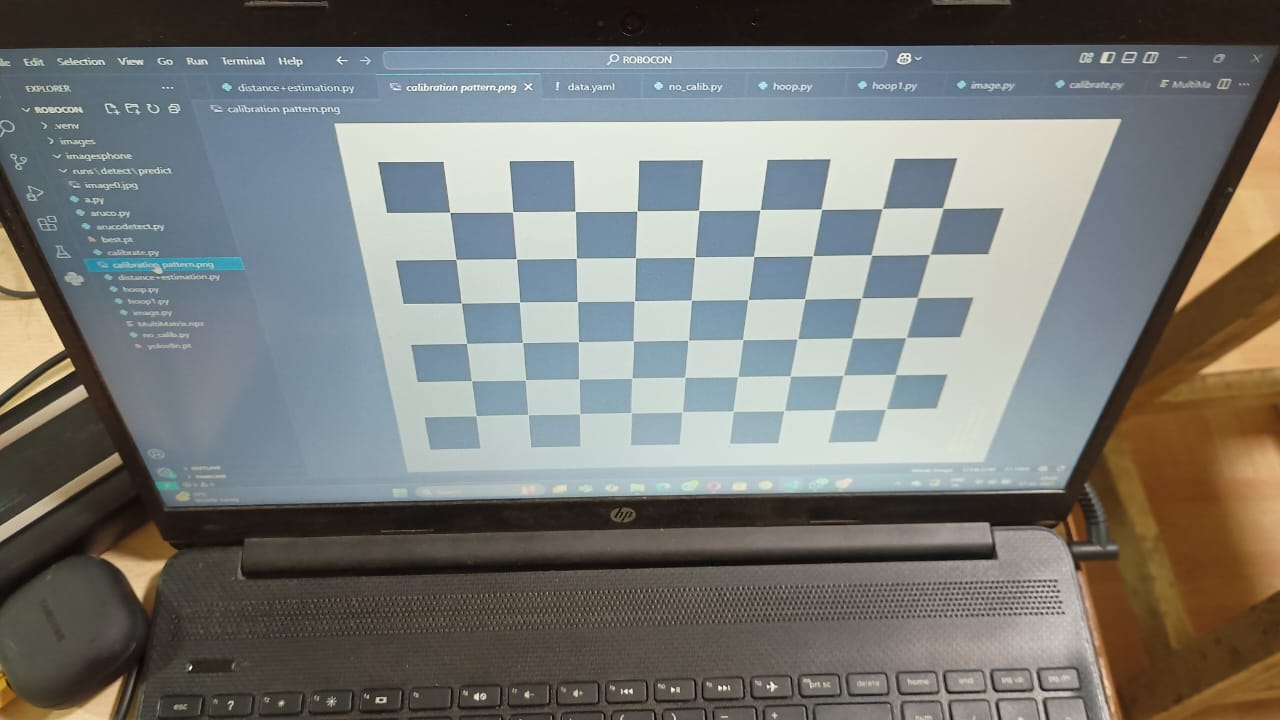 Edit Selection View Go Run Terminal Help
ROBOCON
EXPLORER ...
distance+estimation.py
calibration pattern.png
! data.yaml
no_calib.py
hoop.py
hoop1.py
image.py
calibrate.py
MultiMa
ROBOCON
calibration pattern.png
.venv
images
imagesphone
runs\detect\predict
image0.jpg
a.py
aruco.py
arucodetect.py
best.pt
calibrate.py
calibration pattern.png
distance+estimation.py
hoop.py
hoop1.py
image.py
MultiMatrix.npz
no_calib.py
OUTLINE
TIMELINE
hp
SAMSUNG
esc
?
prt sc
delete
home
end
pg up
pg dn